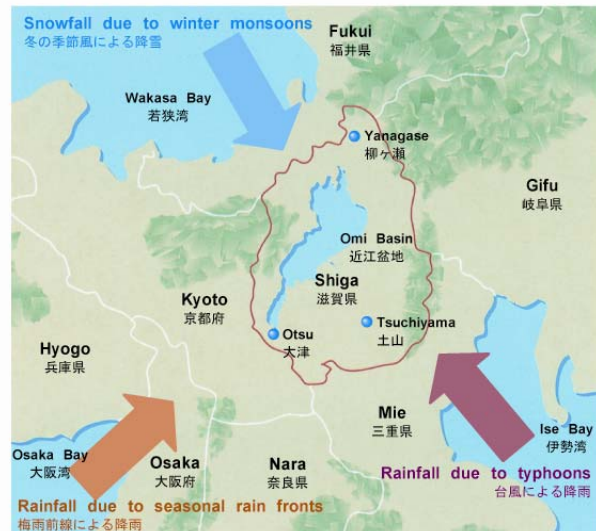 Snowfall due to winter monsoons
冬の季節風による降雪
Fukui
福井県
Wakasa Bay
若狭湾
Yanagase
柳ヶ瀬
Gifu
岐阜県
Omi Basin
近江盆地
Shiga
滋賀県
Kyoto
京都府
Otsu
大津
Tsuchiyama
土山
Hyogo
兵庫県
Mie
三重県
Ise Bay
伊勢湾
Osaka Bay
大阪湾
Osaka
大阪府
Nara
奈良県
Rainfall due to typhoons
台風による降雨
Rainfall due to seasonal rain fronts
梅雨前線による降雨